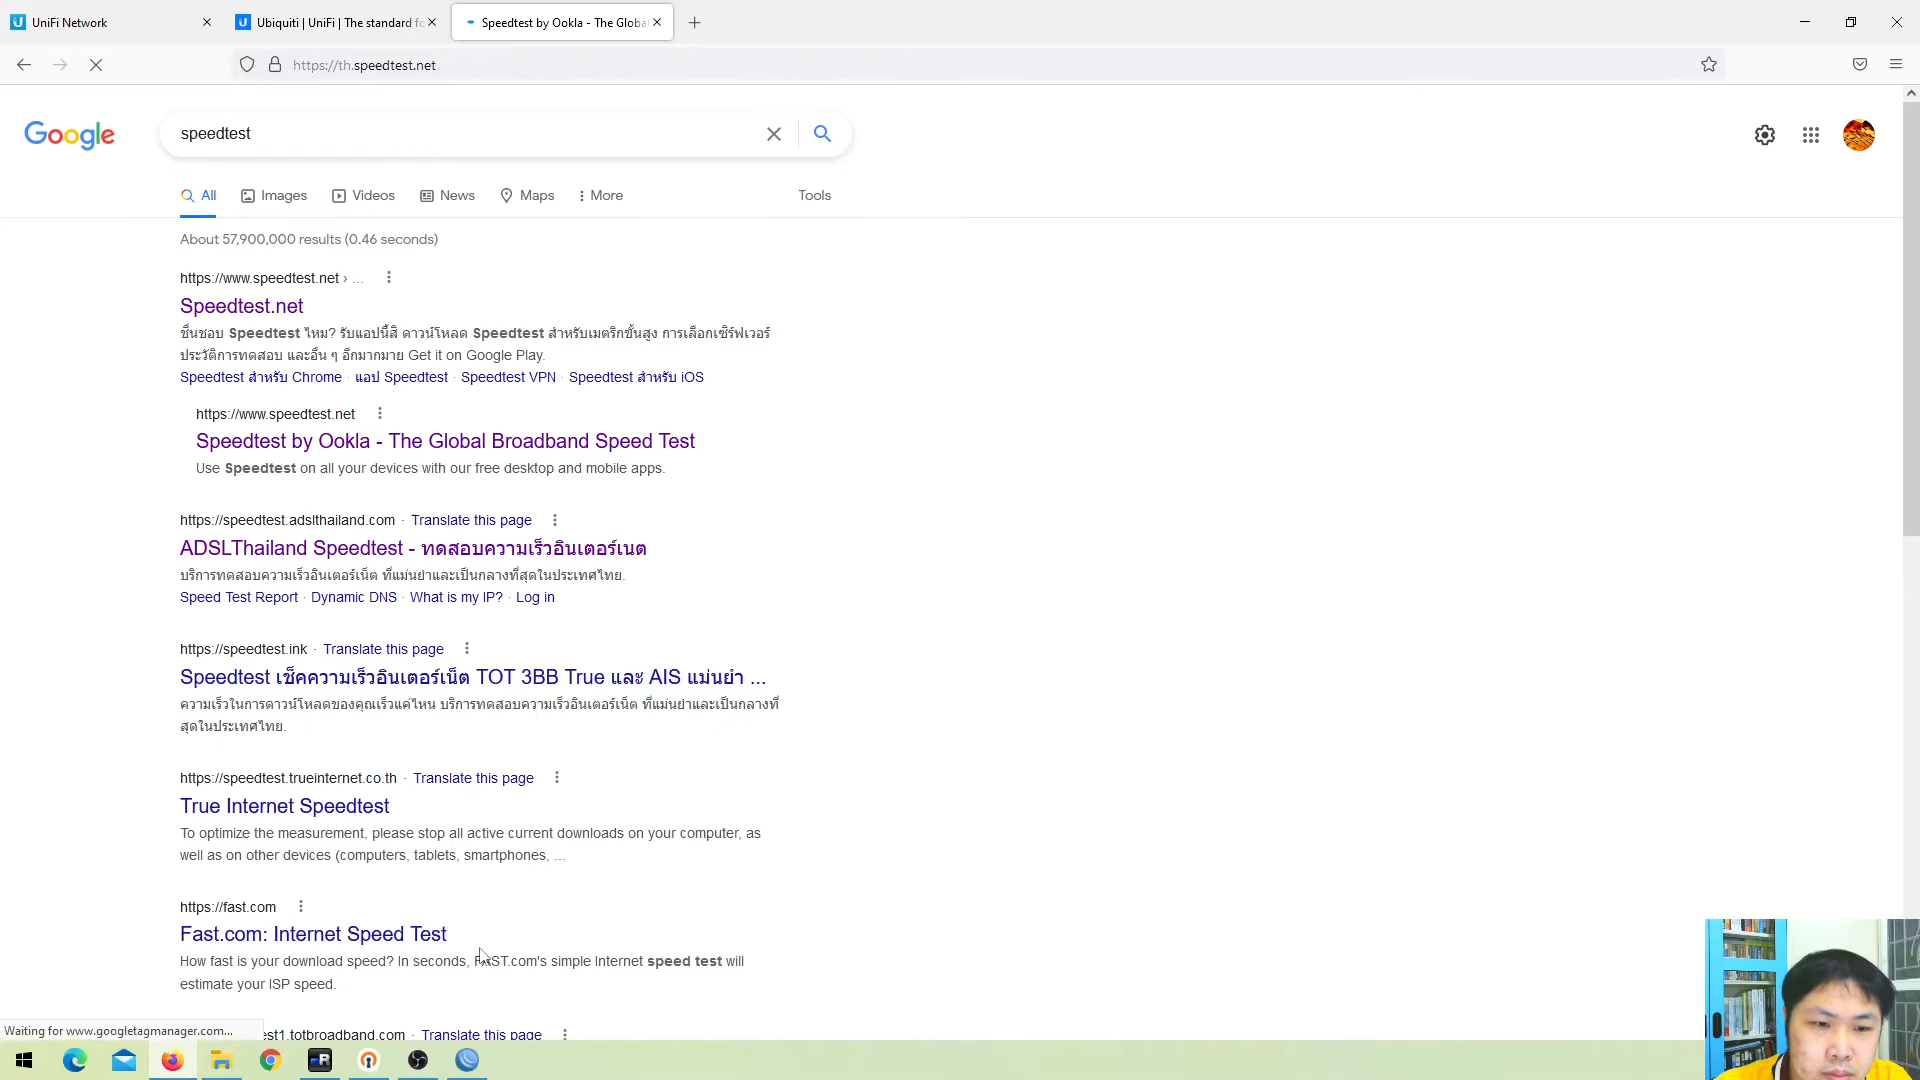 UniFi Network
Ubiquiti | UniFi | The standard fo
Speedtest by Ookla - The Globa
https://th.speedtest.net
Google
speedtest
All
Images
Videos
News
Maps
More
Tools
About 57,900,000 results (0.46 seconds)
https://www.speedtest.net › ...
Speedtest.net
ชื่นชอบ Speedtest ไหม? รับแอปนี้สิ ดาวน์โหลด Speedtest สำหรับเมตริกขั้นสูง การเลือกเซิร์ฟเวอร์
ประวัติการทดสอบ และอื่น ๆ อีกมากมาย Get it on Google Play.
Speedtest สำหรับ Chrome · แอป Speedtest · Speedtest VPN · Speedtest สำหรับ iOS
https://www.speedtest.net
Speedtest by Ookla - The Global Broadband Speed Test
Use Speedtest on all your devices with our free desktop and mobile apps.
https://speedtest.adslthailand.com · Translate this page
ADSLThailand Speedtest - ทดสอบความเร็วอินเตอร์เนต
บริการทดสอบความเร็วอินเตอร์เน็ต ที่แม่นยำและเป็นกลางที่สุดในประเทศไทย.
Speed Test Report · Dynamic DNS · What is my IP? · Log in
https://speedtest.ink · Translate this page
Speedtest เช็คความเร็วอินเตอร์เน็ต TOT 3BB True และ AIS แม่นยำ ...
ความเร็วในการดาวน์โหลดของคุณเร็วแค่ไหน บริการทดสอบความเร็วอินเตอร์เน็ต ที่แม่นยำและเป็นกลางที่
สุดในประเทศไทย.
https://speedtest.trueinternet.co.th · Translate this page
True Internet Speedtest
To optimize the measurement, please stop all active current downloads on your computer, as
well as on other devices (computers, tablets, smartphones, ...
https://fast.com
Fast.com: Internet Speed Test
How fast is your download speed? In seconds, FAST.com's simple Internet speed test will
estimate your ISP speed.
Waiting for www.googletagmanager.com...
est1.totbroadband.com · Translate this page